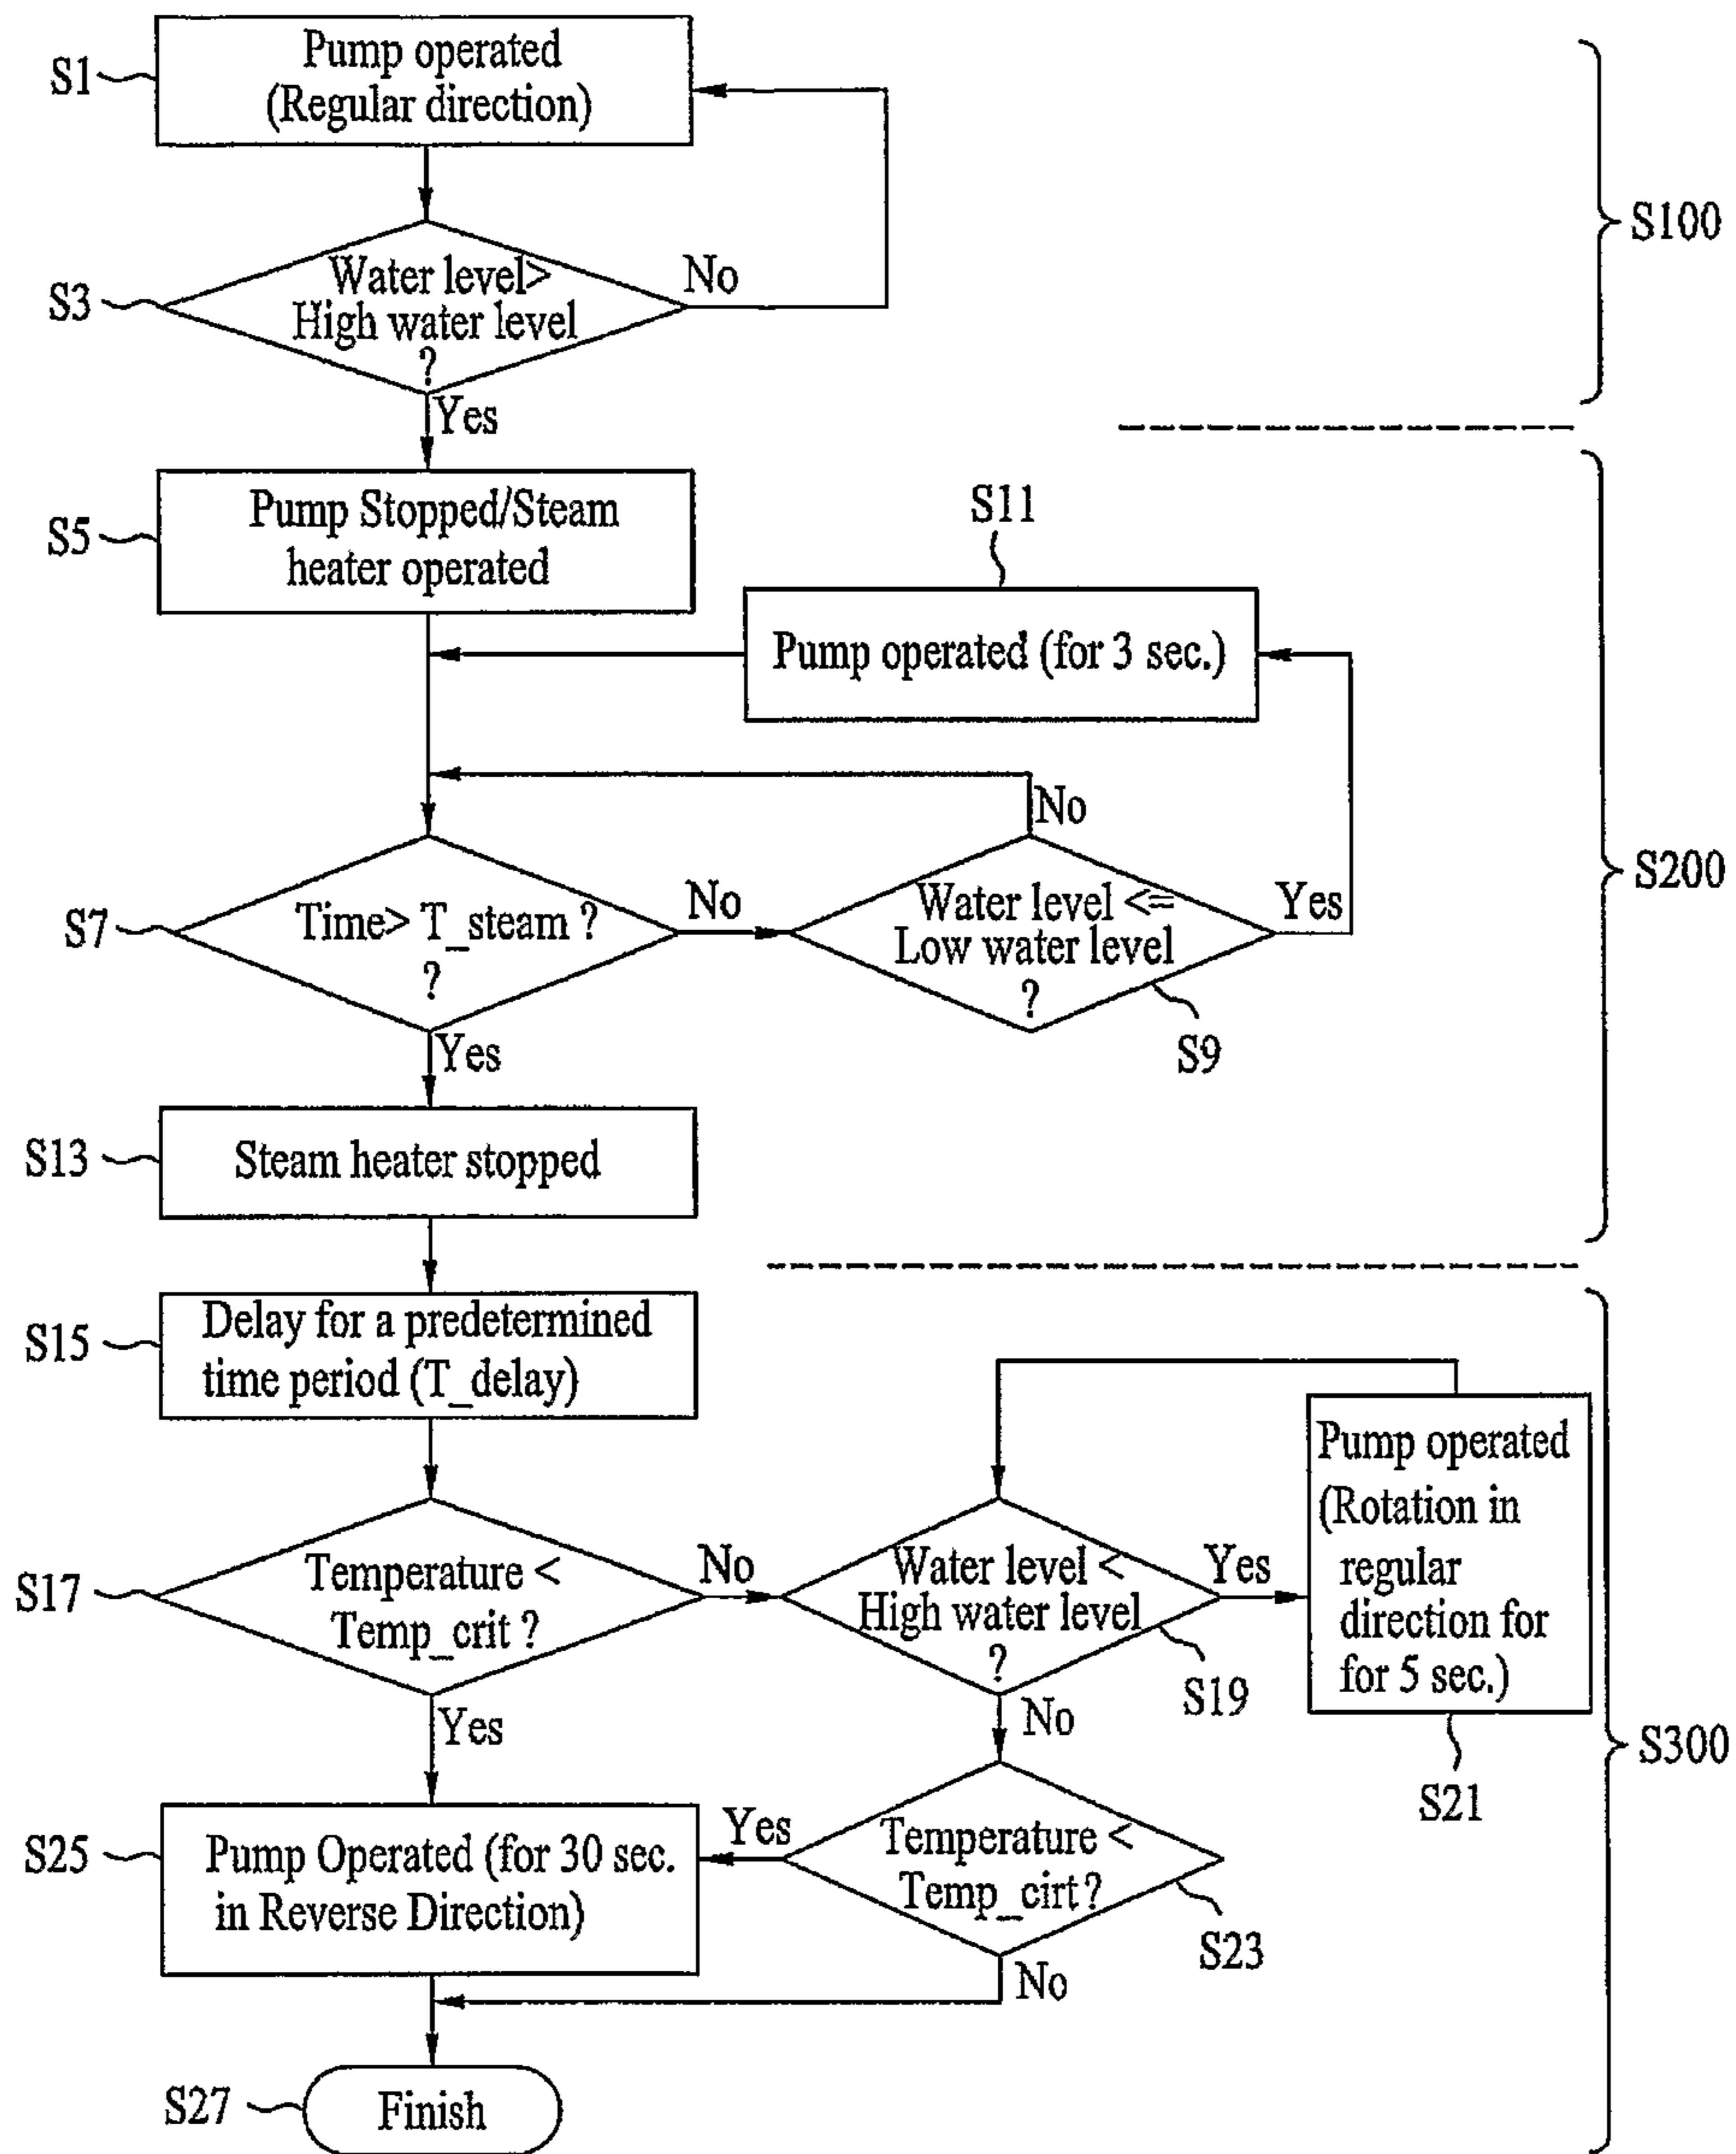 S1
Pump operated
(Regular direction)
S3
Water level>
High water level
?
No
Yes
S100
S5
Pump Stopped/Steam
heater operated
S11
Pump operated (for 3 sec.)
S7
Time> T_steam ?
?
No
Yes
Water level <=
Low water level
?
No
Yes
S9
S200
S13
Steam heater stopped
S15
Delay for a predetermined
time period (T_delay)
S17
Temperature <
Temp_crit ?
No
Yes
Water level <
High water level
?
Yes
No
S19
Pump operated
(Rotation in
regular
direction for
for 5 sec.)
S21
S300
S25
Pump Operated (for 30 sec.
in Reverse Direction)
Yes
Temperature <
Temp_cirt ?
S23
No
S27
Finish